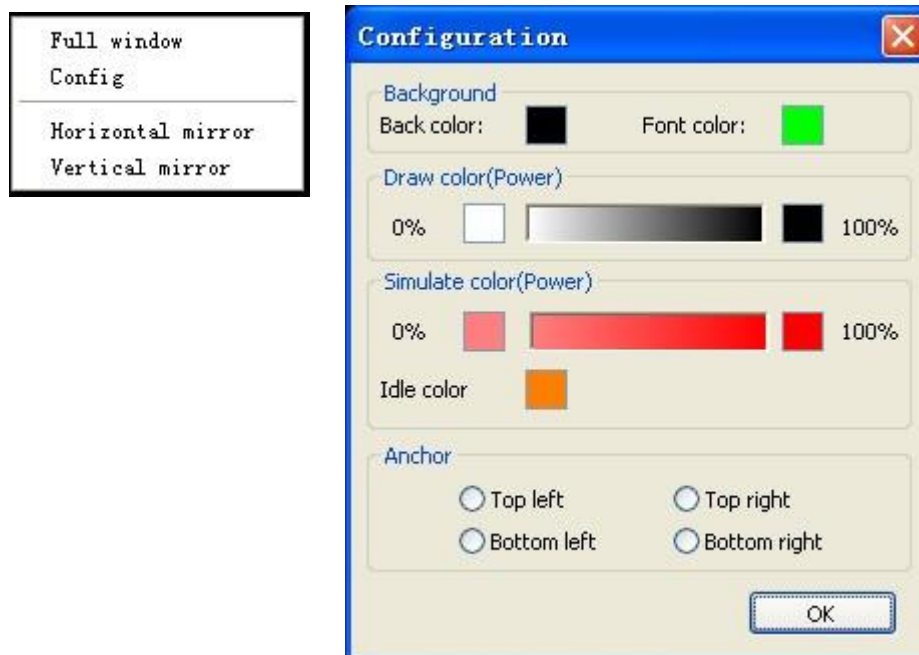 Full window
Config
Horizontal mirror
Vertical mirror
Configuration
Background
Back color: Font color:
Draw color(Power)
0% 100%
Simulate color(Power)
0% 100%
Idle color
Anchor
Top left Top right
Bottom left Bottom right
OK